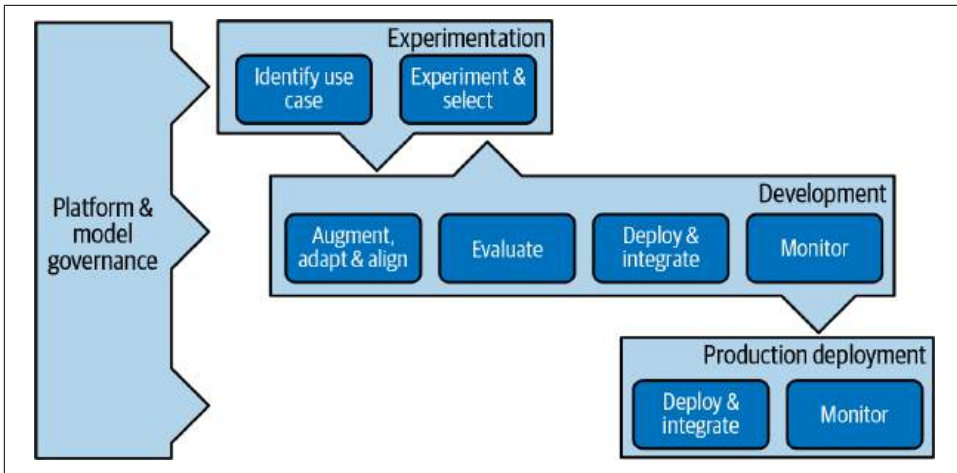 Platform &
model
governance
Experimentation
Identify use
case
Experiment &
select
Development
Augment,
adapt & align
Evaluate
Deploy &
integrate
Monitor
Production deployment
Deploy &
integrate
Monitor